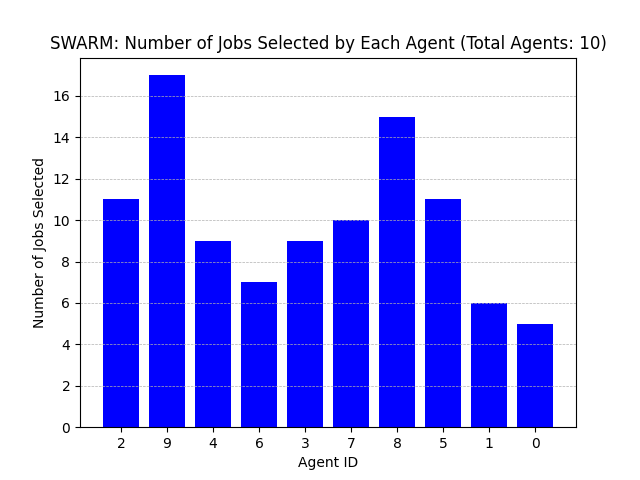 SWARM: Number of Jobs Selected by Each Agent (Total Agents: 10)
Number of Jobs Selected
16
14
12
10
8
6
4
2
0
2 9 4 6 3 7 8 5 1 0
Agent ID